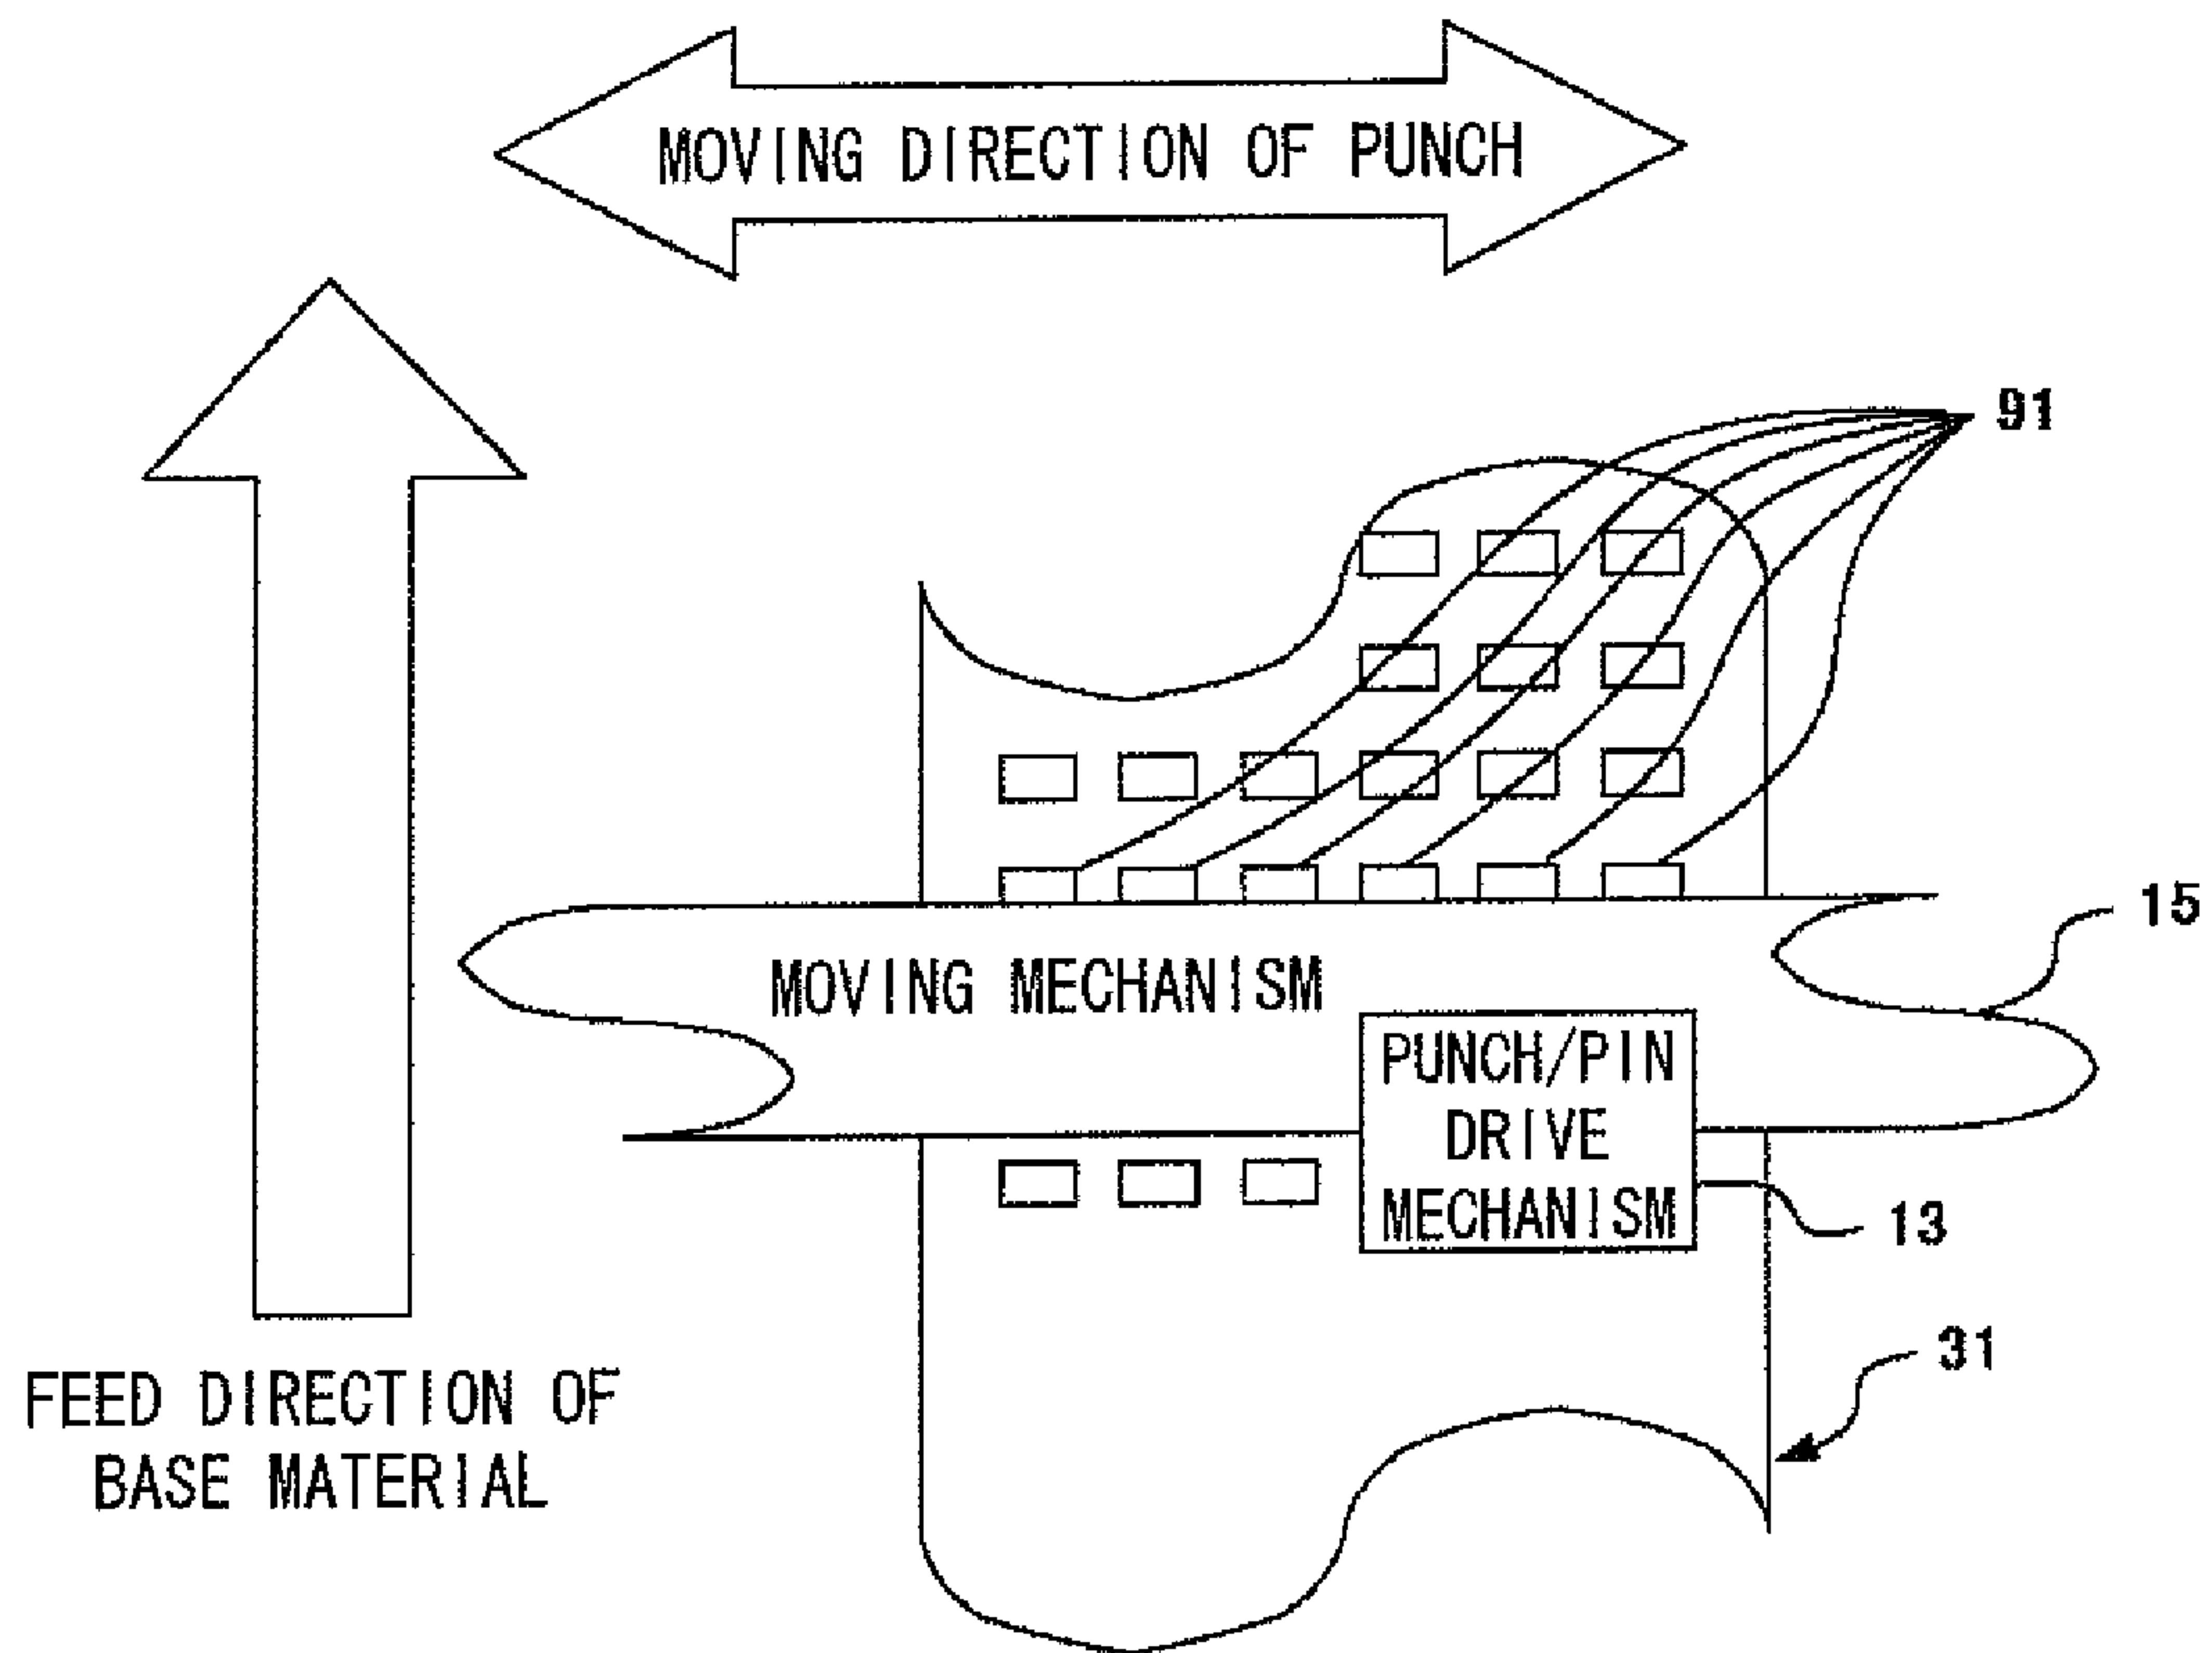 MOVING DIRECTION OF PUNCH
91
15
MOVING MECHANISM
PUNCH/PIN
DRIVE
MECHANISM
13
31
FEED DIRECTION OF
BASE MATERIAL